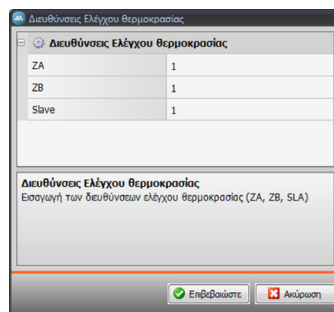 Διευθύνσεις Ελέγχου θερμοκρασίας
Διευθύνσεις Ελέγχου θερμοκρασίας
ZA 1
ZB 1
Slave 1
Διευθύνσεις Ελέγχου θερμοκρασίας
Εισαγωγή των διευθύνσεων ελέγχου θερμοκρασίας (ZA, ZB, SLA)
Επιβεβαιώστε Ακύρωση